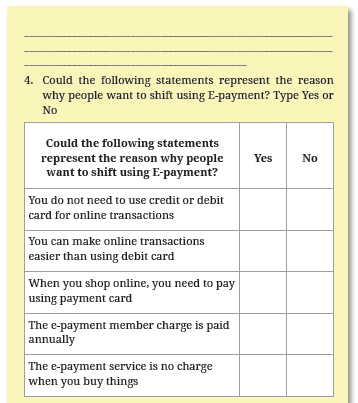 4. Could the following statements represent the reason
why people want to shift using E-payment? Type Yes or
No
Could the following statements
represent the reason why people
want to shift using E-payment?
Yes
No
You do not need to use credit or debit
card for online transactions
You can make online transactions
easier than using debit card
When you shop online, you need to pay
using payment card
The e-payment member charge is paid
annually
The e-payment service is no charge
when you buy things